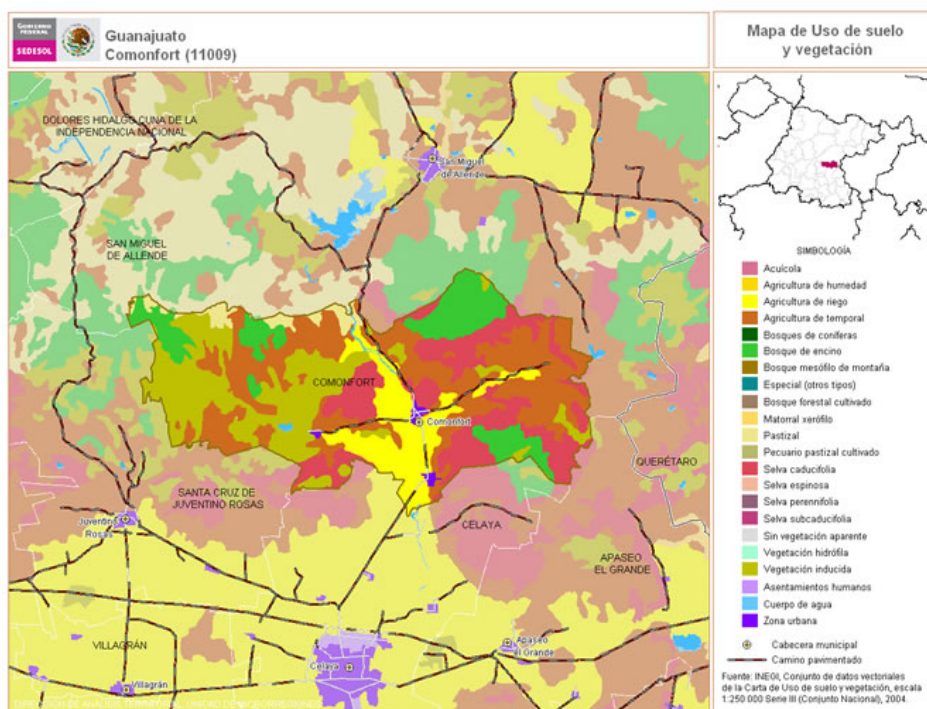 GOBIERNO
FEDERAL
SEDESOL
Guanajuato
Comonfort (11009)
Mapa de Uso de suelo
y vegetación
DOLORES HIDALGO CUNA DE LA
INDEPENDENCIA NACIONAL
San Miguel
de Allende
SAN MIGUEL
DE ALLENDE
COMONFORT
Comonfort
QUERÉTARO
SANTA CRUZ DE
JUVENTINO ROSAS
CELAYA
Juventino
Rosas
APASEO
EL GRANDE
VILLAGRÁN
Celaya
Apaseo
el Grande
Villagrán
SIMBOLOGÍA
Acuícola
Agricultura de humedad
Agricultura de riego
Agricultura de temporal
Bosques de coníferas
Bosque de encino
Bosque mesófilo de montaña
Especial (otros tipos)
Bosque forestal cultivado
Matorral xerófilo
Pastizal
Pecuario pastizal cultivado
Selva caducifolia
Selva espinosa
Selva perennifolia
Selva subcaducifolia
Sin vegetación aparente
Vegetación hidrófila
Vegetación inducida
Asentamientos humanos
Cuerpo de agua
Zona urbana
Cabecera municipal
Camino pavimentado
Fuente: INEGI, Conjunto de datos vectoriales
de la Carta de Uso de suelo y vegetación, escala
1:250 000 Serie III (Conjunto Nacional), 2004.